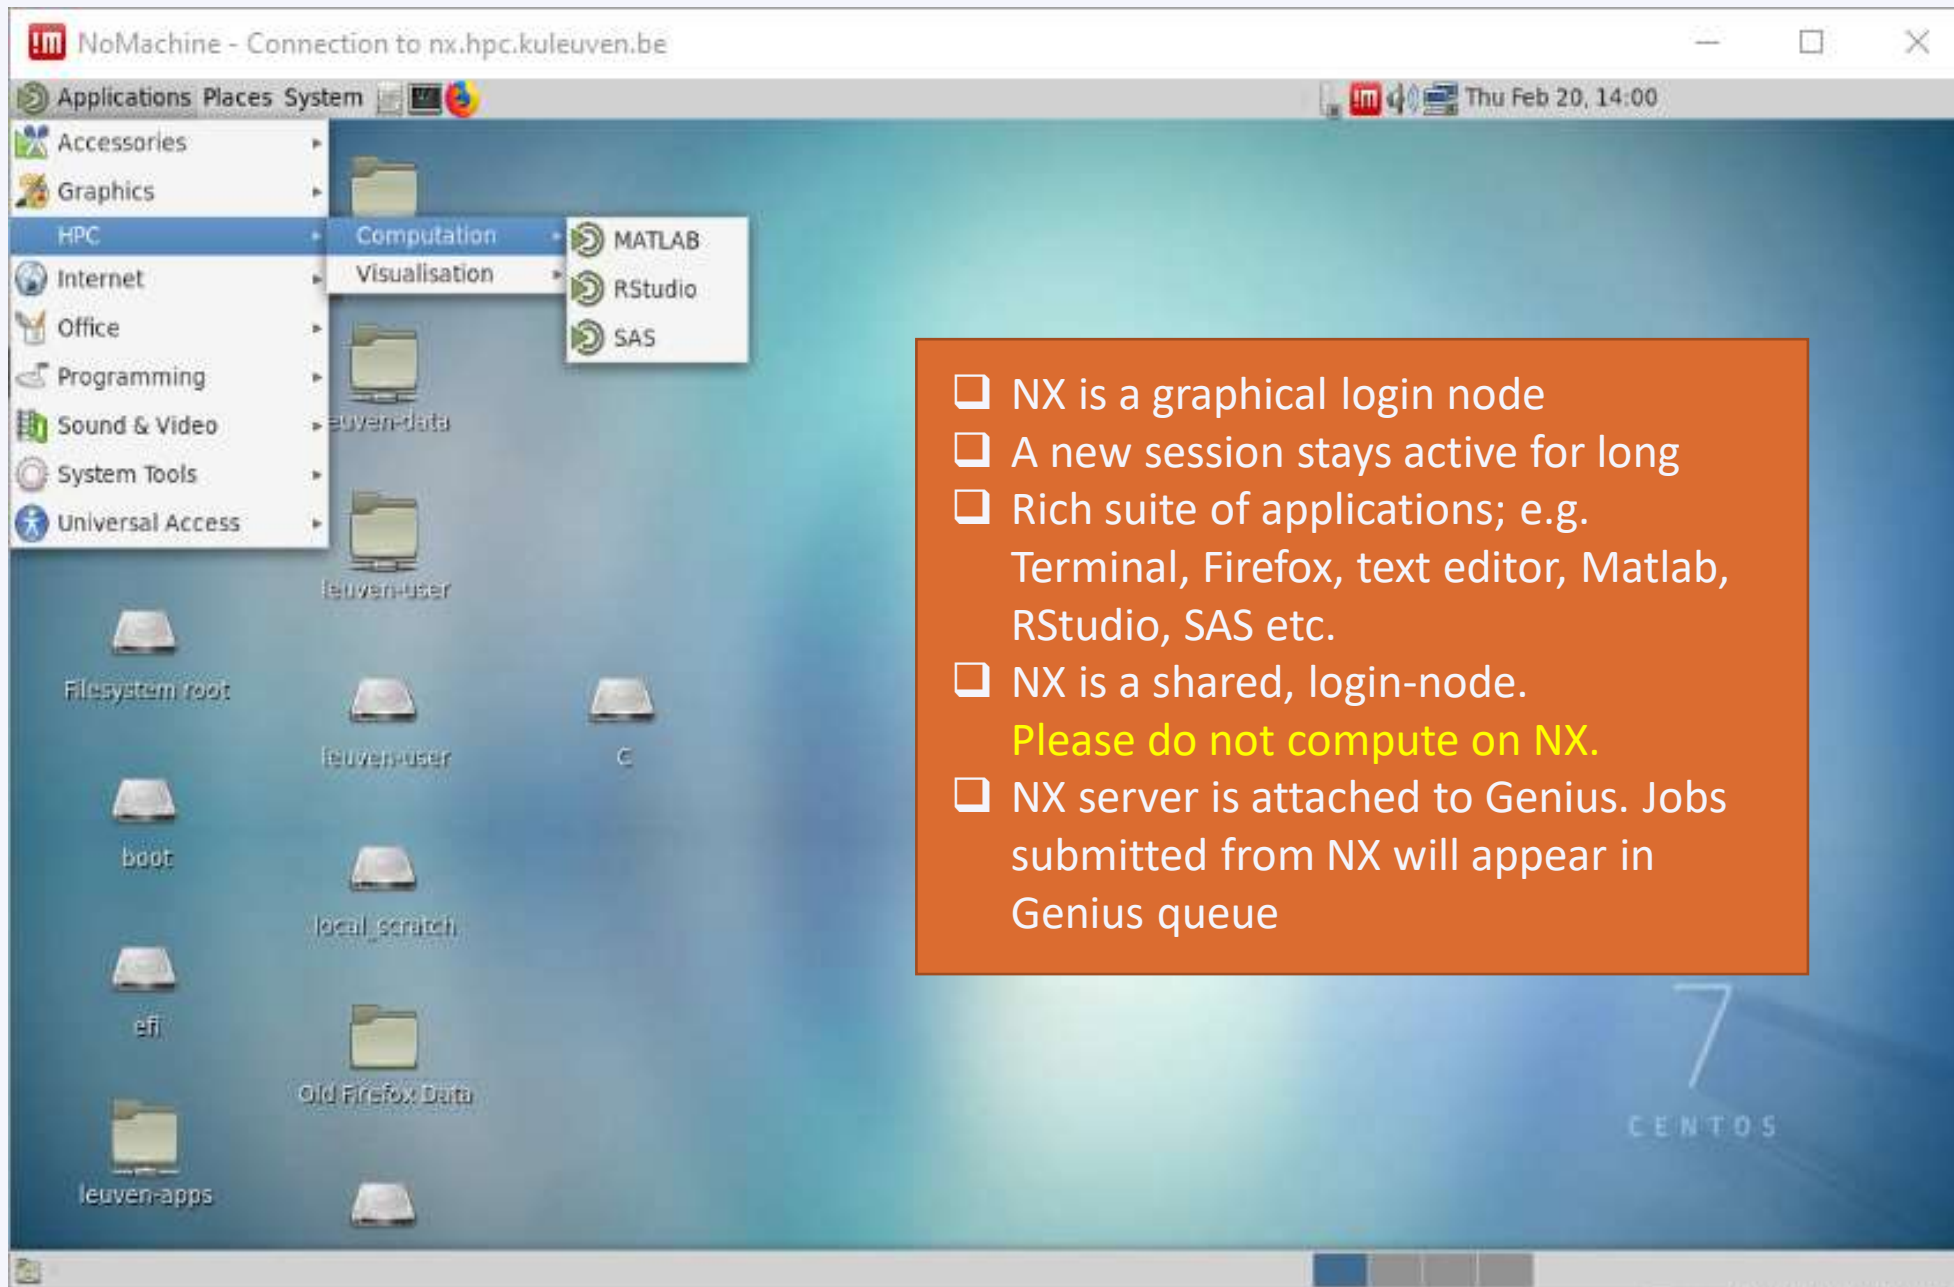 NoMachine - Connection to nx.hpc.kuleuven.be
Applications Places System
Thu Feb 20, 14:00
Accessories
Graphics
HPC
Internet
Office
Programming
Sound & Video
System Tools
Universal Access
Computation
Visualisation
MATLAB
RStudio
SAS
euven-data
leuven-user
Filesystem root
leuven-user
C
boot
local_scratch
efi
Old Firefox Data
leuven-apps
❑ NX is a graphical login node
❑ A new session stays active for long
❑ Rich suite of applications; e.g.
Terminal, Firefox, text editor, Matlab,
RStudio, SAS etc.
❑ NX is a shared, login-node.
Please do not compute on NX.
❑ NX server is attached to Genius. Jobs
submitted from NX will appear in
Genius queue
7
CENTOS